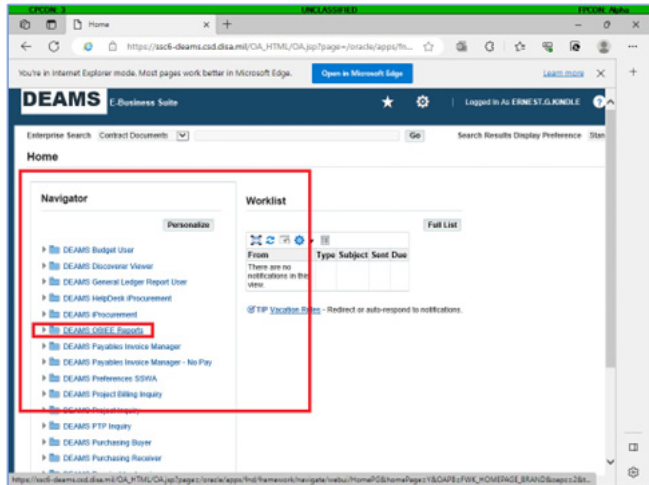 CPCON: 3 UNCLASSIFIED FPCON: Alpha
Home
https://ssc6-deams.csd.disa.mil/OA_HTML/OA.jsp?page=/oracle/apps/fn...
You're in Internet Explorer mode. Most pages work better in Microsoft Edge. Open in Microsoft Edge Learn more
DEAMS E-Business Suite Logged In As ERNEST.G.KINDLE ?
Enterprise Search Contract Documents Go Search Results Display Preference Stan
Home
Navigator
Personalize
DEAMS Budget User
DEAMS Discoverer Viewer
DEAMS General Ledger Report User
DEAMS HelpDesk iProcurement
DEAMS iProcurement
DEAMS OBIEE Reports
DEAMS Payables Invoice Manager
DEAMS Payables Invoice Manager - No Pay
DEAMS Preferences SSWA
DEAMS Project Billing Inquiry
DEAMS Project Inquiry
DEAMS PTP Inquiry
DEAMS Purchasing Buyer
DEAMS Purchasing Receiver
Worklist
Full List
From Type Subject Sent Due
There are no
notifications in this
view.
TIP Vacation Rules - Redirect or auto-respond to notifications.